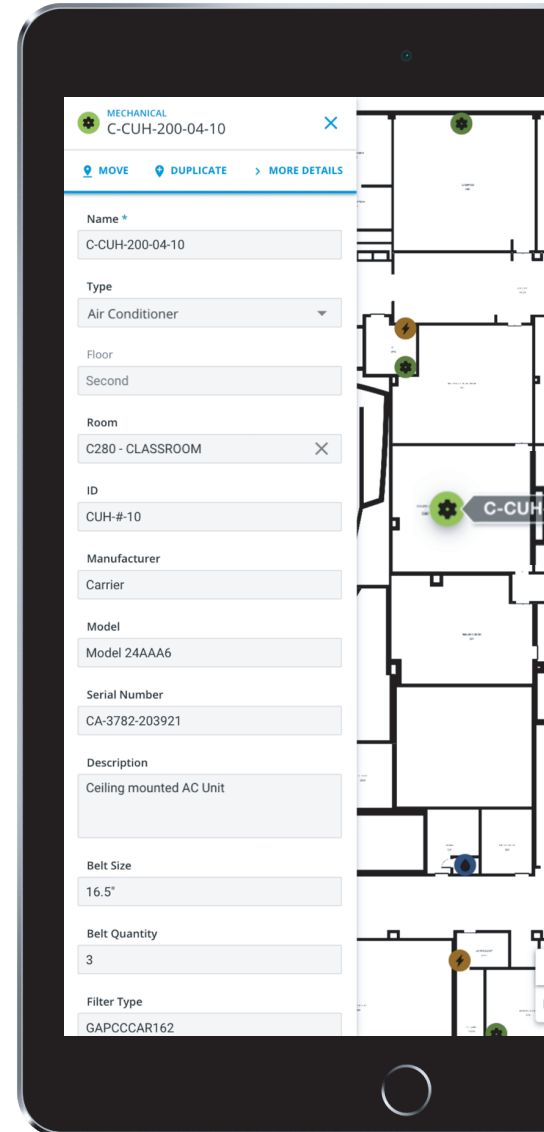 MECHANICAL
C-CUH-200-04-10
MOVE
DUPLICATE
MORE DETAILS
Name *
C-CUH-200-04-10
Type
Air Conditioner
Floor
Second
Room
C280 - CLASSROOM
ID
CUH-#-10
Manufacturer
Carrier
Model
Model 24AAA6
Serial Number
CA-3782-203921
Description
Ceiling mounted AC Unit
Belt Size
16.5"
Belt Quantity
3
Filter Type
GAPCCCAR162
C-CUH-